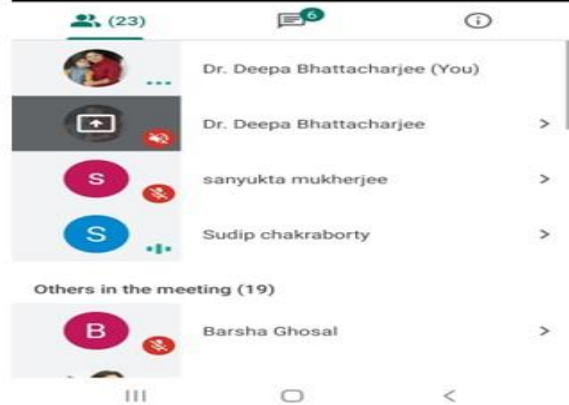 (23)
6
Dr. Deepa Bhattacharjee (You)
Dr. Deepa Bhattacharjee
S
sanyukta mukherjee
S
Sudip chakraborty
Others in the meeting (19)
B
Barsha Ghosal